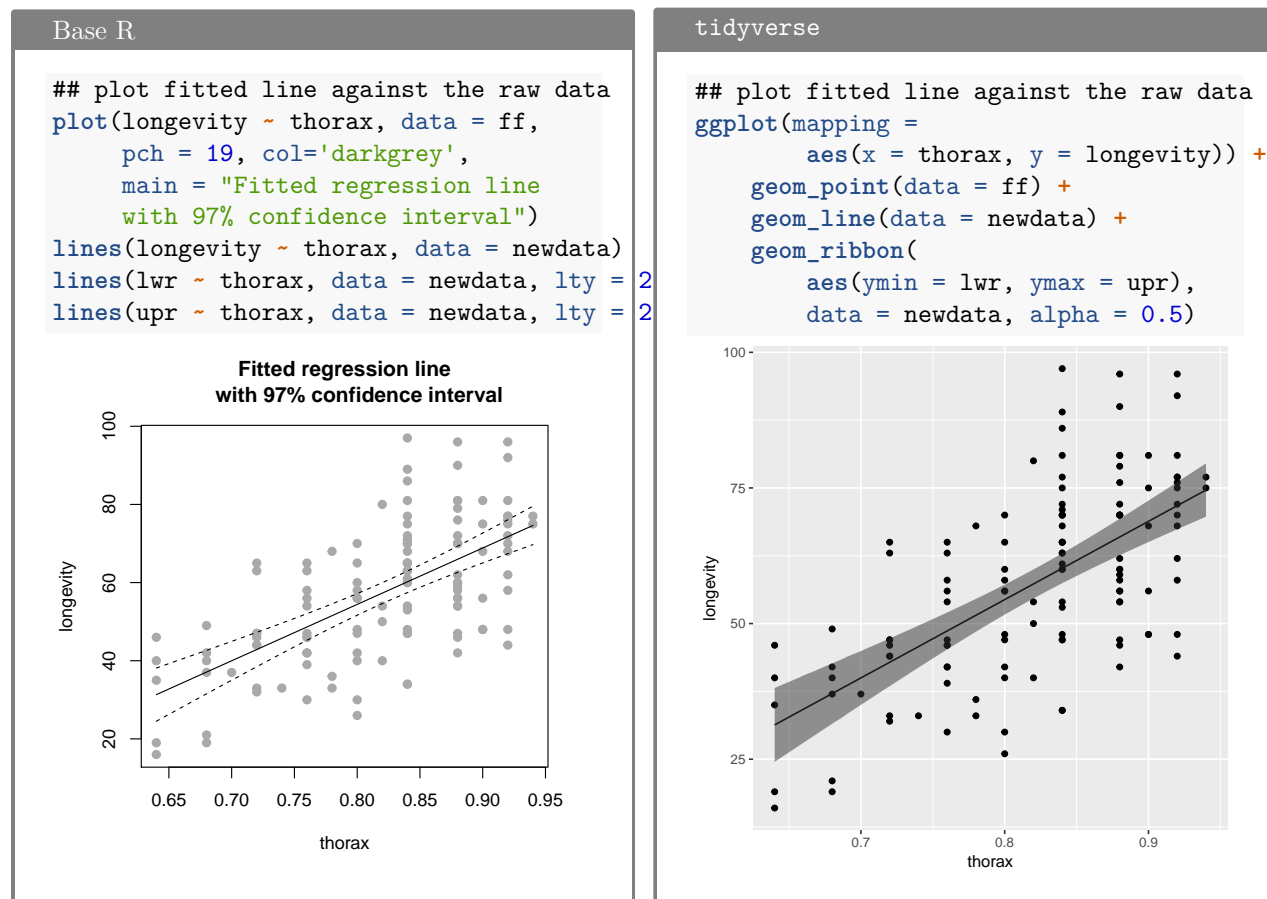 Base R
## plot fitted line against the raw data
plot(longevity ~ thorax, data = ff,
pch = 19, col='darkgrey',
main = "Fitted regression line
with 97% confidence interval")
lines(longevity ~ thorax, data = newdata)
lines(lwr ~ thorax, data = newdata, lty = 2
lines(upr ~ thorax, data = newdata, lty = 2
Fitted regression line
with 97% confidence interval
100
80
60
40
20
longevity
0.65 0.70 0.75 0.80 0.85 0.90 0.95
thorax
tidyverse
## plot fitted line against the raw data
ggplot(mapping =
aes(x = thorax, y = longevity)) +
geom_point(data = ff) +
geom_line(data = newdata) +
geom_ribbon(
aes(ymin = lwr, ymax = upr),
data = newdata, alpha = 0.5)
100
75
50
25
longevity
0.7 0.8 0.9
thorax